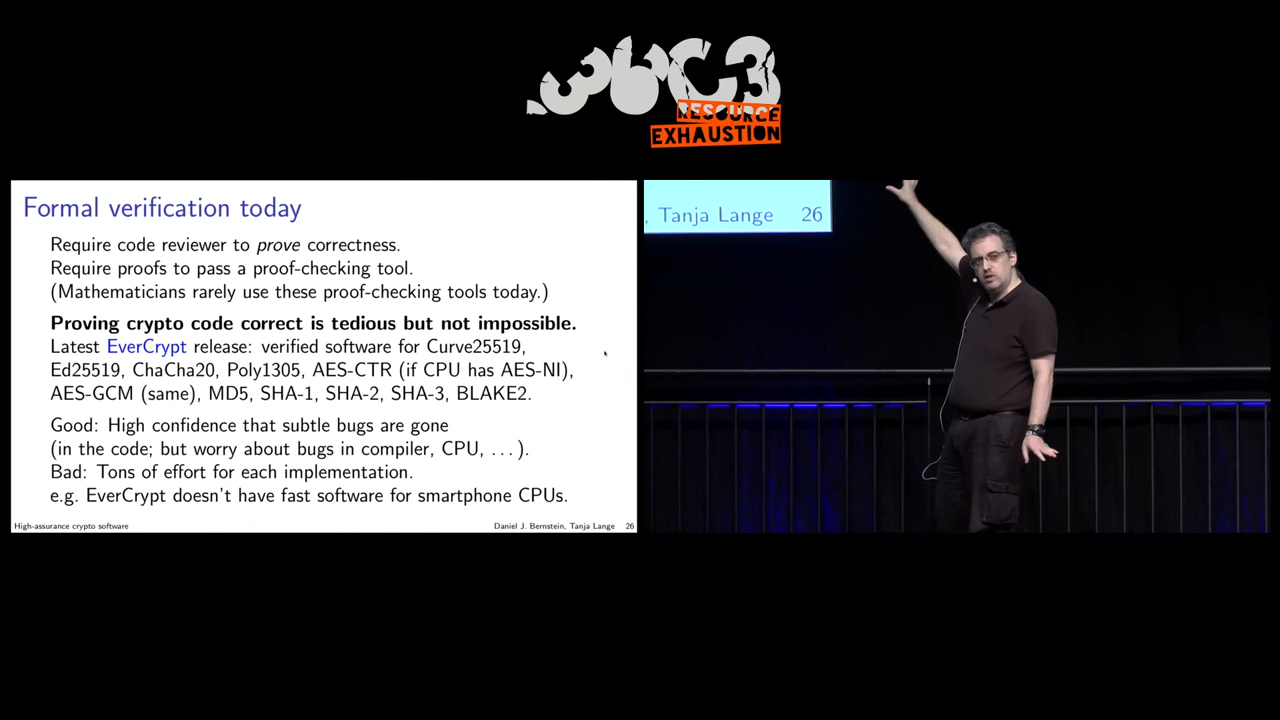 36C3
RESOURCE
EXHAUSTION
Formal verification today
Require code reviewer to prove correctness.
Require proofs to pass a proof-checking tool.
(Mathematicians rarely use these proof-checking tools today.)
Proving crypto code correct is tedious but not impossible.
Latest EverCrypt release: verified software for Curve25519,
Ed25519, ChaCha20, Poly1305, AES-CTR (if CPU has AES-NI),
AES-GCM (same), MD5, SHA-1, SHA-2, SHA-3, BLAKE2.
Good: High confidence that subtle bugs are gone
(in the code; but worry about bugs in compiler, CPU, ...).
Bad: Tons of effort for each implementation.
e.g. EverCrypt doesn't have fast software for smartphone CPUs.
High-assurance crypto software Daniel J. Bernstein, Tanja Lange 26
, Tanja Lange 26